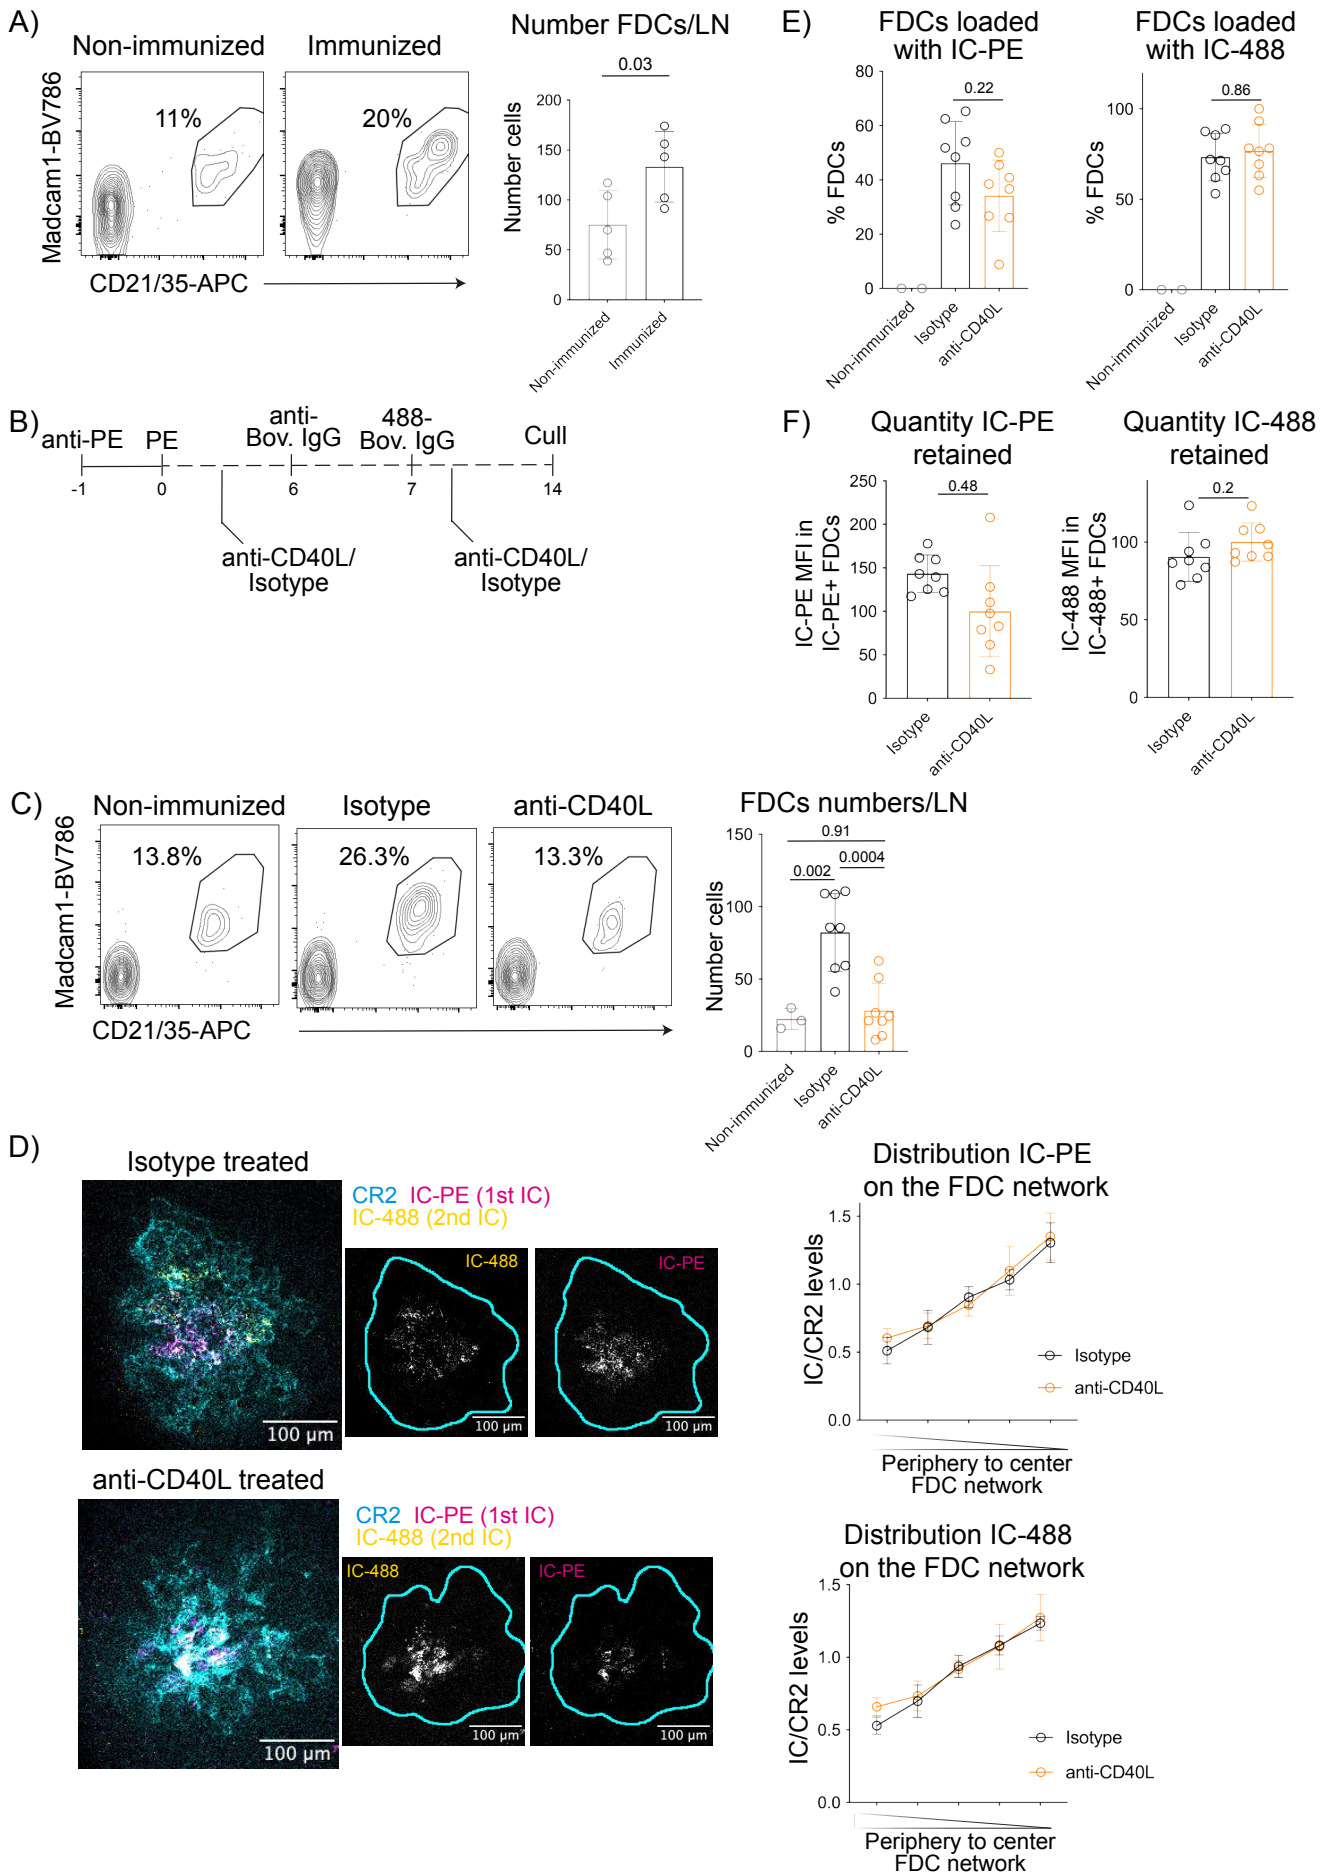 A)
Non-immunized
Immunized
Number FDCs/LN
Madcam1-BV786
11%
20%
CD21/35-APC
0.03
Number cells
200
150
100
50
0
Non-immunized
Immunized
B)
anti-PE
PE
anti-
Bov. IgG
488-
Bov. IgG
Cull
-1
0
6
7
14
anti-CD40L/
Isotype
anti-CD40L/
Isotype
C)
Non-immunized
Isotype
anti-CD40L
Madcam1-BV786
13.8%
26.3%
13.3%
CD21/35-APC
FDCs numbers/LN
0.91
0.002
0.0004
Number cells
150
100
50
0
Non-immunized
Isotype
anti-CD40L
D)
Isotype treated
CR2 IC-PE (1st IC)
IC-488 (2nd IC)
100 µm
IC-488
100 µm
IC-PE
100 µm
anti-CD40L treated
CR2 IC-PE (1st IC)
IC-488 (2nd IC)
100 µm
IC-488
100 µm
IC-PE
100 µm
Distribution IC-PE
on the FDC network
IC/CR2 levels
1.5
1.0
0.5
0.0
Isotype
anti-CD40L
Periphery to center
FDC network
Distribution IC-488
on the FDC network
IC/CR2 levels
1.5
1.0
0.5
0.0
Isotype
anti-CD40L
Periphery to center
FDC network
E)
FDCs loaded
with IC-PE
0.22
% FDCs
80
60
40
20
0
Non-immunized
Isotype
anti-CD40L
FDCs loaded
with IC-488
0.86
% FDCs
100
50
0
Non-immunized
Isotype
anti-CD40L
F)
Quantity IC-PE
retained
0.48
IC-PE MFI in
IC-PE+ FDCs
250
200
150
100
50
0
Isotype
anti-CD40L
Quantity IC-488
retained
0.2
IC-488 MFI in
IC-488+ FDCs
100
50
0
Isotype
anti-CD40L